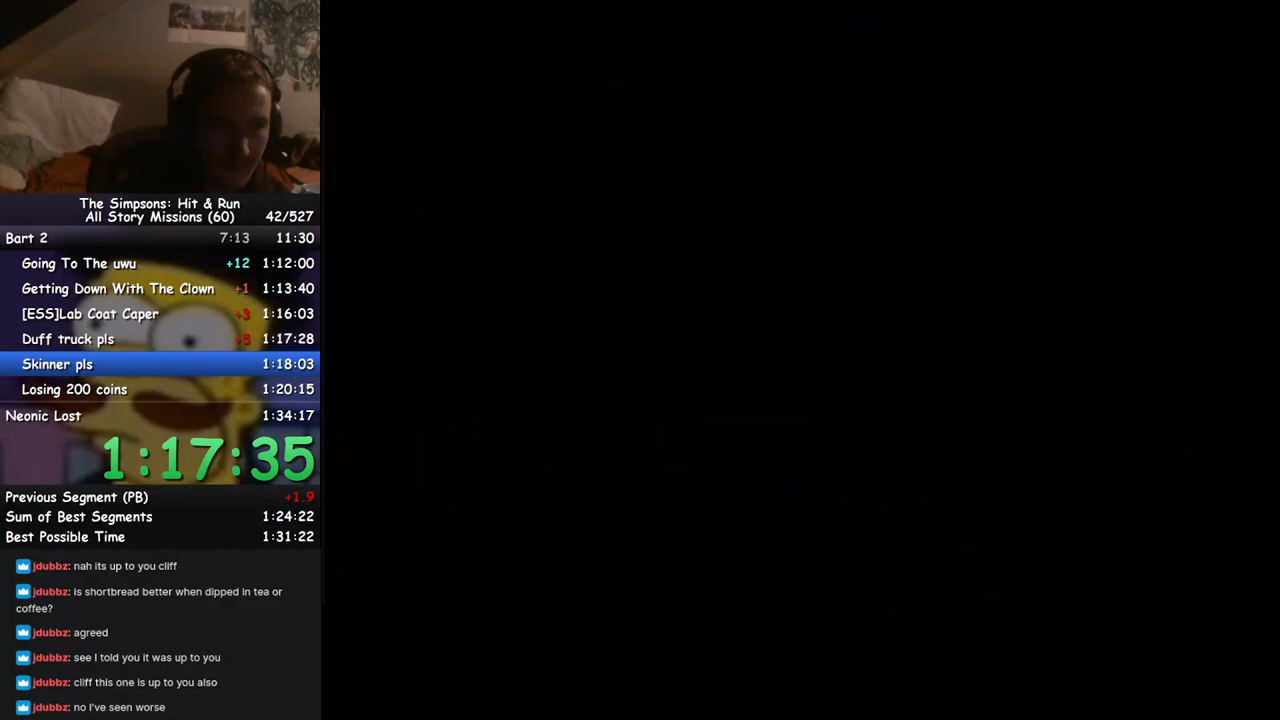 The Simpsons: Hit & Run
All Story Missions (60) 42/527
Bart 2 7:13 11:30
Going To The uwu +12 1:12:00
Getting Down With The Clown +1 1:13:40
[ESS]Lab Coat Caper +3 1:16:03
Duff truck pls +5 1:17:28
Skinner pls 1:18:03
Losing 200 coins 1:20:15
Neonic Lost 1:34:17
1:17:35
Previous Segment (PB) +1.9
Sum of Best Segments 1:24:22
Best Possible Time 1:31:22
jdubbz: nah its up to you cliff
jdubbz: is shortbread better when dipped in tea or
coffee?
jdubbz: agreed
jdubbz: see I told you it was up to you
jdubbz: cliff this one is up to you also
jdubbz: no I've seen worse